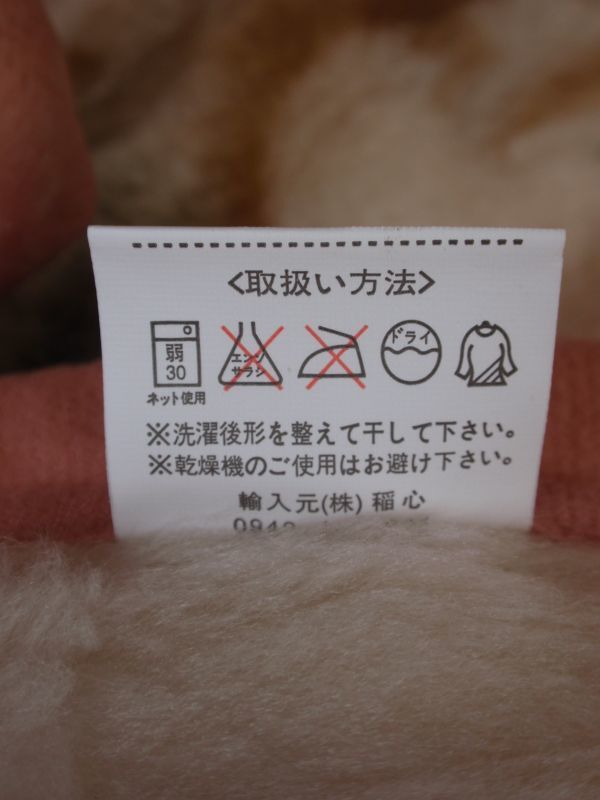 <取扱い方法>
弱
30
ネット使用
エンソ
サラシ
ドライ
※洗濯後形を整えて干して下さい。
※乾燥機のご使用はお避け下さい。
輸入元(株)稲心